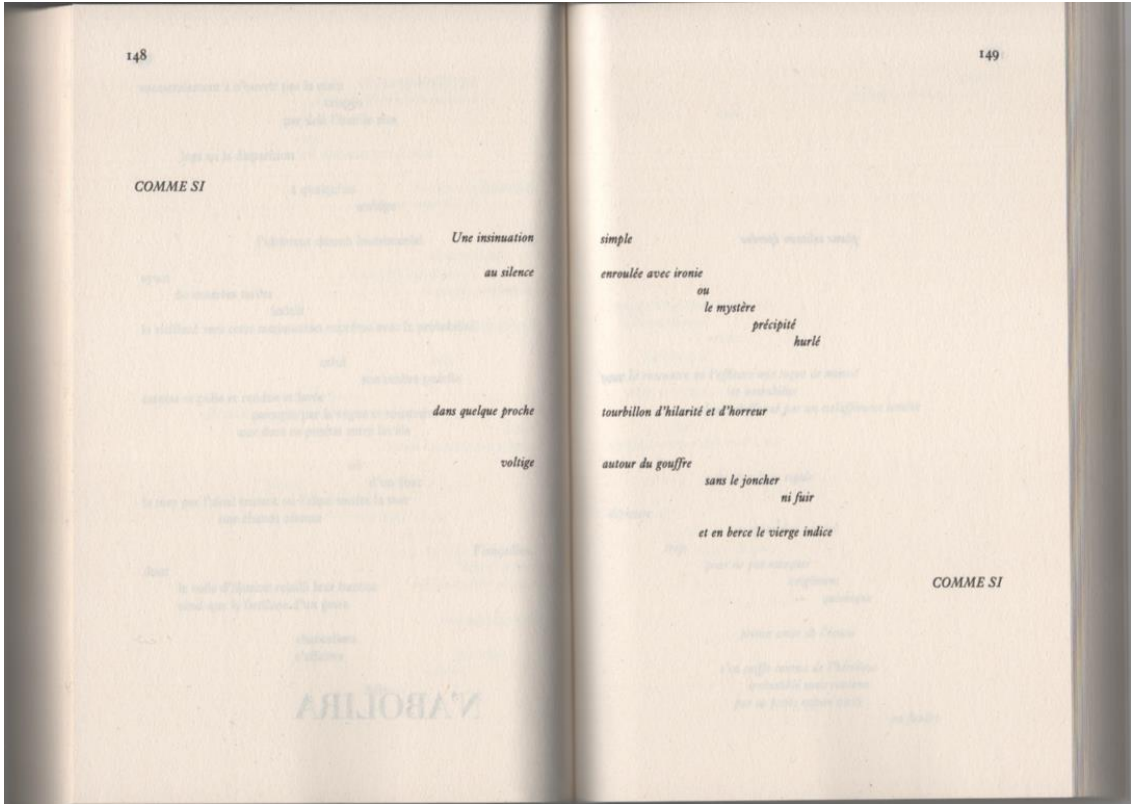 148 149
COMME SI
Une insinuation simple
au silence enroulée avec ironie
ou
le mystère
précipité
hurlé
dans quelque proche tourbillon d'hilarité et d'horreur
voltige autour du gouffre
sans le joncher
ni fuir
et en berce le vierge indice
COMME SI